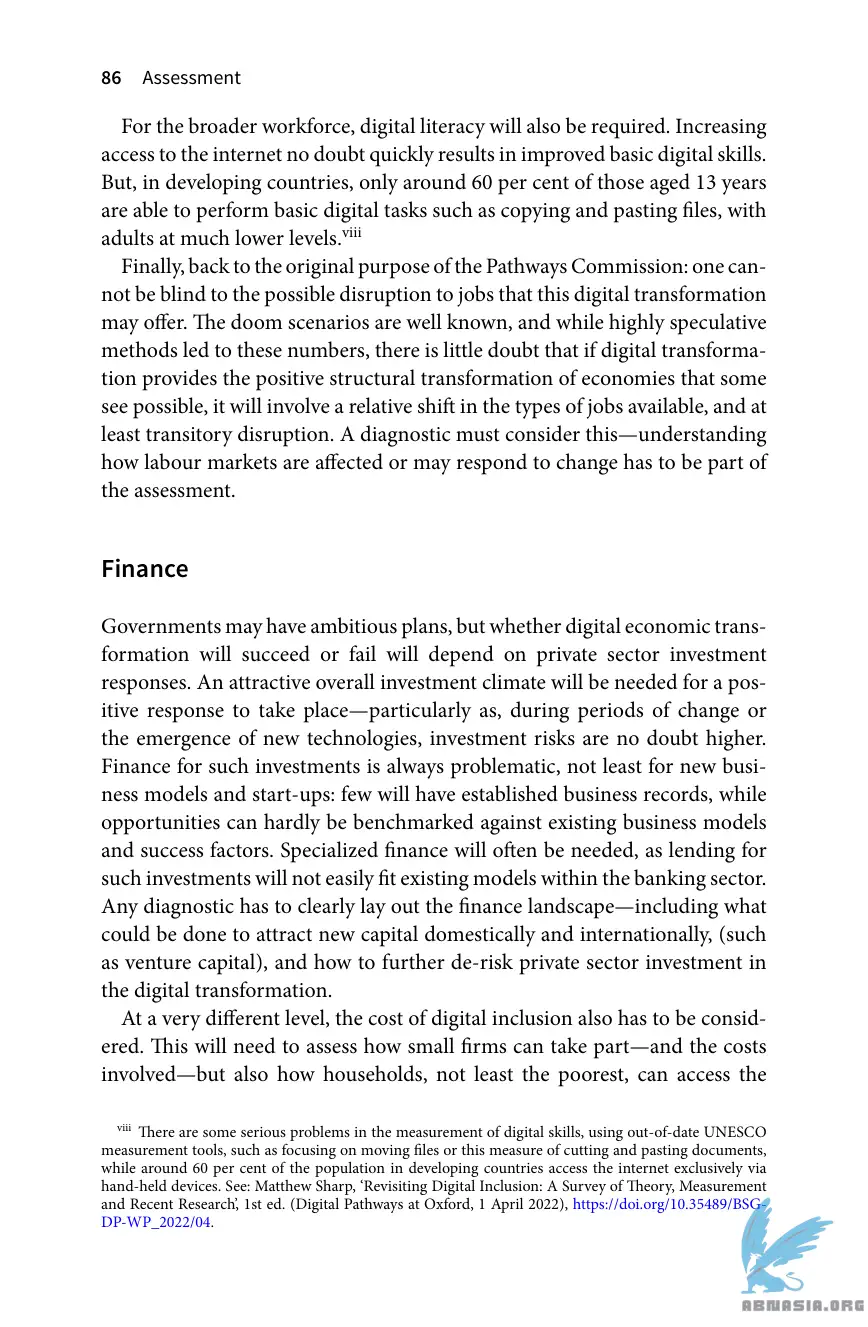 86 Assessment
For the broader workforce, digital literacy will also be required. Increasing
access to the internet no doubt quickly results in improved basic digital skills.
But, in developing countries, only around 60 per cent of those aged 13 years
are able to perform basic digital tasks such as copying and pasting files, with
adults at much lower levels.viii
Finally, back to the original purpose of the Pathways Commission: one can-
not be blind to the possible disruption to jobs that this digital transformation
may offer. The doom scenarios are well known, and while highly speculative
methods led to these numbers, there is little doubt that if digital transforma-
tion provides the positive structural transformation of economies that some
see possible, it will involve a relative shift in the types of jobs available, and at
least transitory disruption. A diagnostic must consider this—understanding
how labour markets are affected or may respond to change has to be part of
the assessment.
Finance
Governments may have ambitious plans, but whether digital economic trans-
formation will succeed or fail will depend on private sector investment
responses. An attractive overall investment climate will be needed for a pos-
itive response to take place—particularly as, during periods of change or
the emergence of new technologies, investment risks are no doubt higher.
Finance for such investments is always problematic, not least for new busi-
ness models and start-ups: few will have established business records, while
opportunities can hardly be benchmarked against existing business models
and success factors. Specialized finance will often be needed, as lending for
such investments will not easily fit existing models within the banking sector.
Any diagnostic has to clearly lay out the finance landscape—including what
could be done to attract new capital domestically and internationally, (such
as venture capital), and how to further de-risk private sector investment in
the digital transformation.
At a very different level, the cost of digital inclusion also has to be consid-
ered. This will need to assess how small firms can take part—and the costs
involved—but also how households, not least the poorest, can access the
viii There are some serious problems in the measurement of digital skills, using out-of-date UNESCO
measurement tools, such as focusing on moving files or this measure of cutting and pasting documents,
while around 60 per cent of the population in developing countries access the internet exclusively via
hand-held devices. See: Matthew Sharp, ‘Revisiting Digital Inclusion: A Survey of Theory, Measurement
and Recent Research’, 1st ed. (Digital Pathways at Oxford, 1 April 2022), https://doi.org/10.35489/BSG-
DP-WP_2022/04.
ABNASIA.ORG